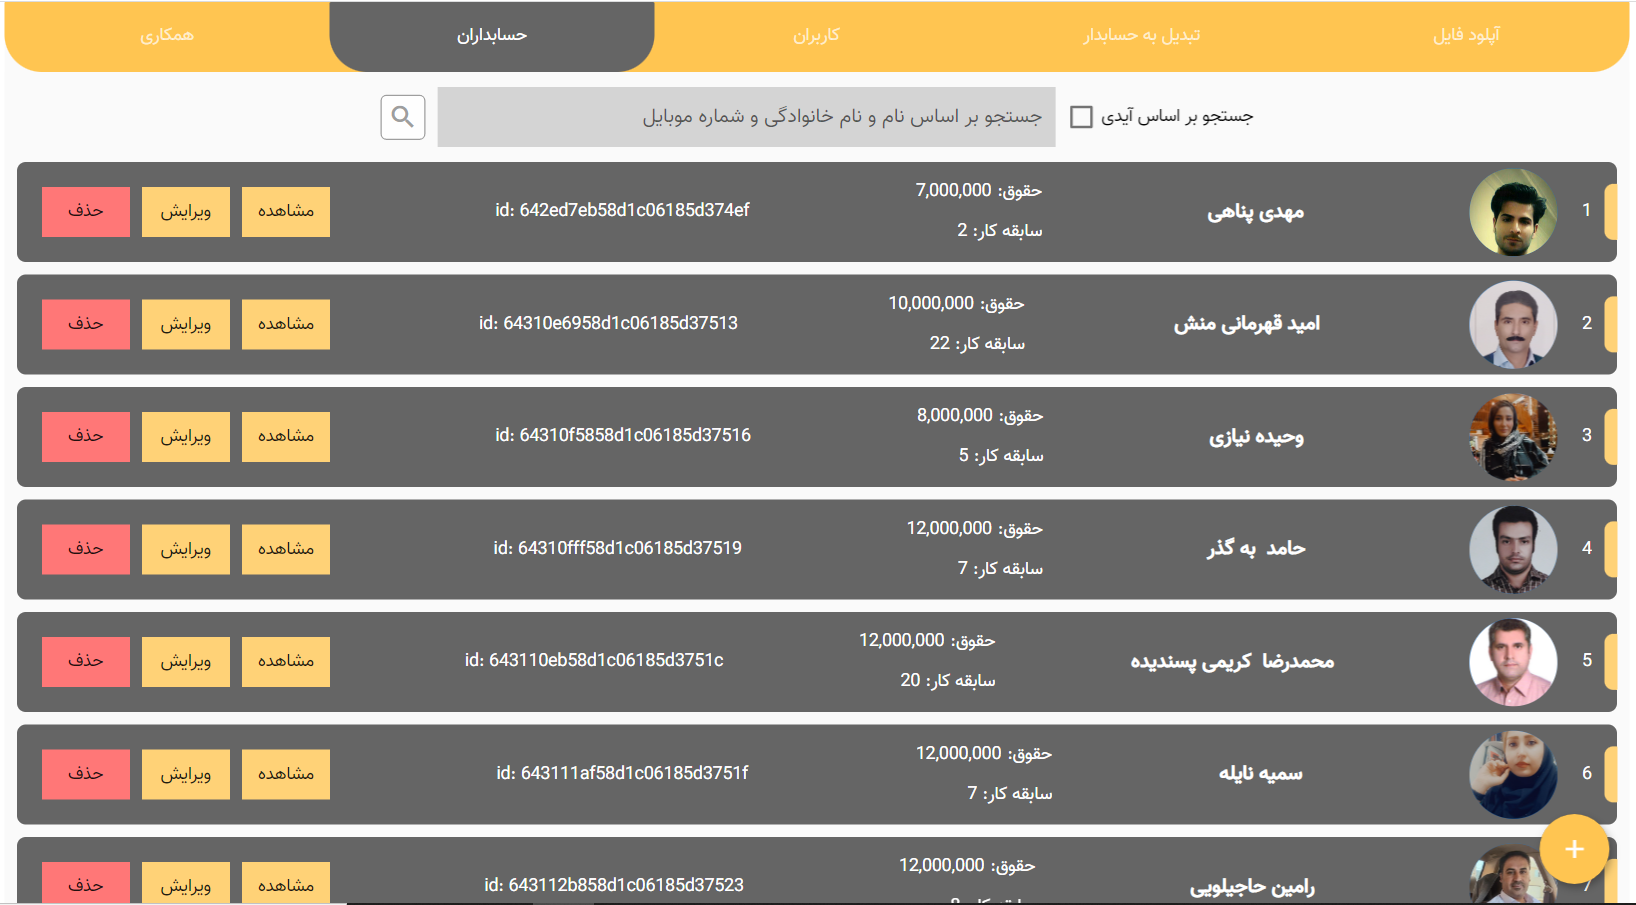 آپلود فایل
تبدیل به حسابدار
کاربران
حسابداران
همکاری
جستجو بر اساس آیدی
جستجو بر اساس نام و نام خانوادگی و شماره موبایل
1
مهدی پناهی
حقوق: 7,000,000
سابقه کار: 2
id: 642ed7eb58d1c06185d374ef
مشاهده
ویرایش
حذف
2
امید قهرمانی منش
حقوق: 10,000,000
سابقه کار: 22
id: 64310e6958d1c06185d37513
مشاهده
ویرایش
حذف
3
وحیده نیازی
حقوق: 8,000,000
سابقه کار: 5
id: 64310f5858d1c06185d37516
مشاهده
ویرایش
حذف
4
حامد  به گذر
حقوق: 12,000,000
سابقه کار: 7
id: 64310fff58d1c06185d37519
مشاهده
ویرایش
حذف
5
محمدرضا  کریمی پسندیده
حقوق: 12,000,000
سابقه کار: 20
id: 643110eb58d1c06185d3751c
مشاهده
ویرایش
حذف
6
سمیه نایله
حقوق: 12,000,000
سابقه کار: 7
id: 643111af58d1c06185d3751f
مشاهده
ویرایش
حذف
7
رامین حاجیلویی
حقوق: 12,000,000
id: 643112b858d1c06185d37523
مشاهده
ویرایش
حذف
+